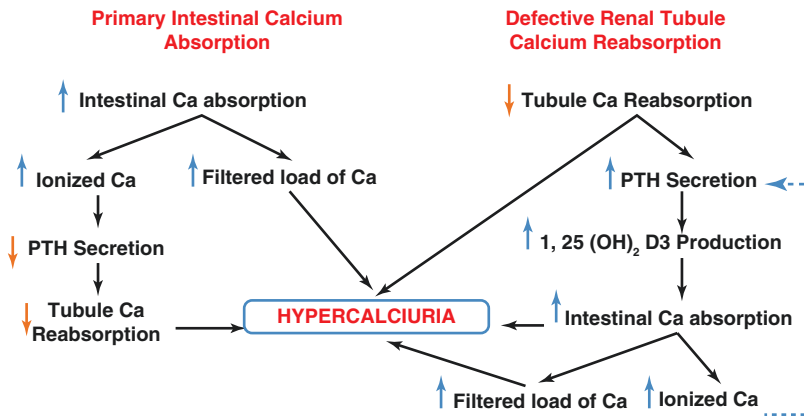 Primary Intestinal Calcium
Absorption
Intestinal Ca absorption
Ionized Ca
Filtered load of Ca
PTH Secretion
Tubule Ca
Reabsorption
HYPERCALCIURIA
Defective Renal Tubule
Calcium Reabsorption
Tubule Ca Reabsorption
PTH Secretion
1, 25 (OH)₂ D3 Production
Intestinal Ca absorption
Filtered load of Ca
Ionized Ca